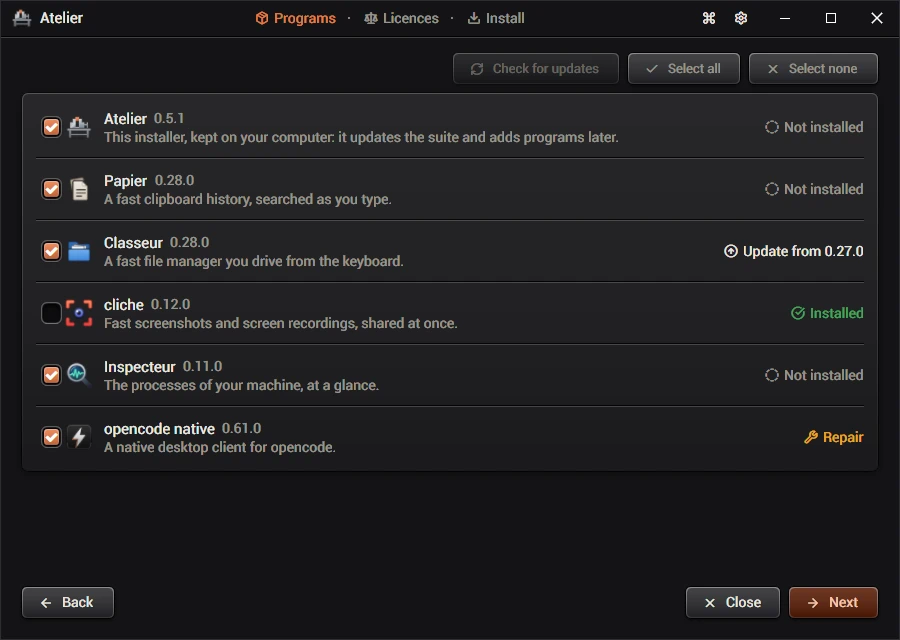 Atelier
Programs · Licences · Install
Check for updates
Select all
Select none
Atelier 0.5.1
This installer, kept on your computer: it updates the suite and adds programs later.
Not installed
Papier 0.28.0
A fast clipboard history, searched as you type.
Not installed
Classeur 0.28.0
A fast file manager you drive from the keyboard.
Update from 0.27.0
cliche 0.12.0
Fast screenshots and screen recordings, shared at once.
Installed
Inspecteur 0.11.0
The processes of your machine, at a glance.
Not installed
opencode native 0.61.0
A native desktop client for opencode.
Repair
Back
Close
Next